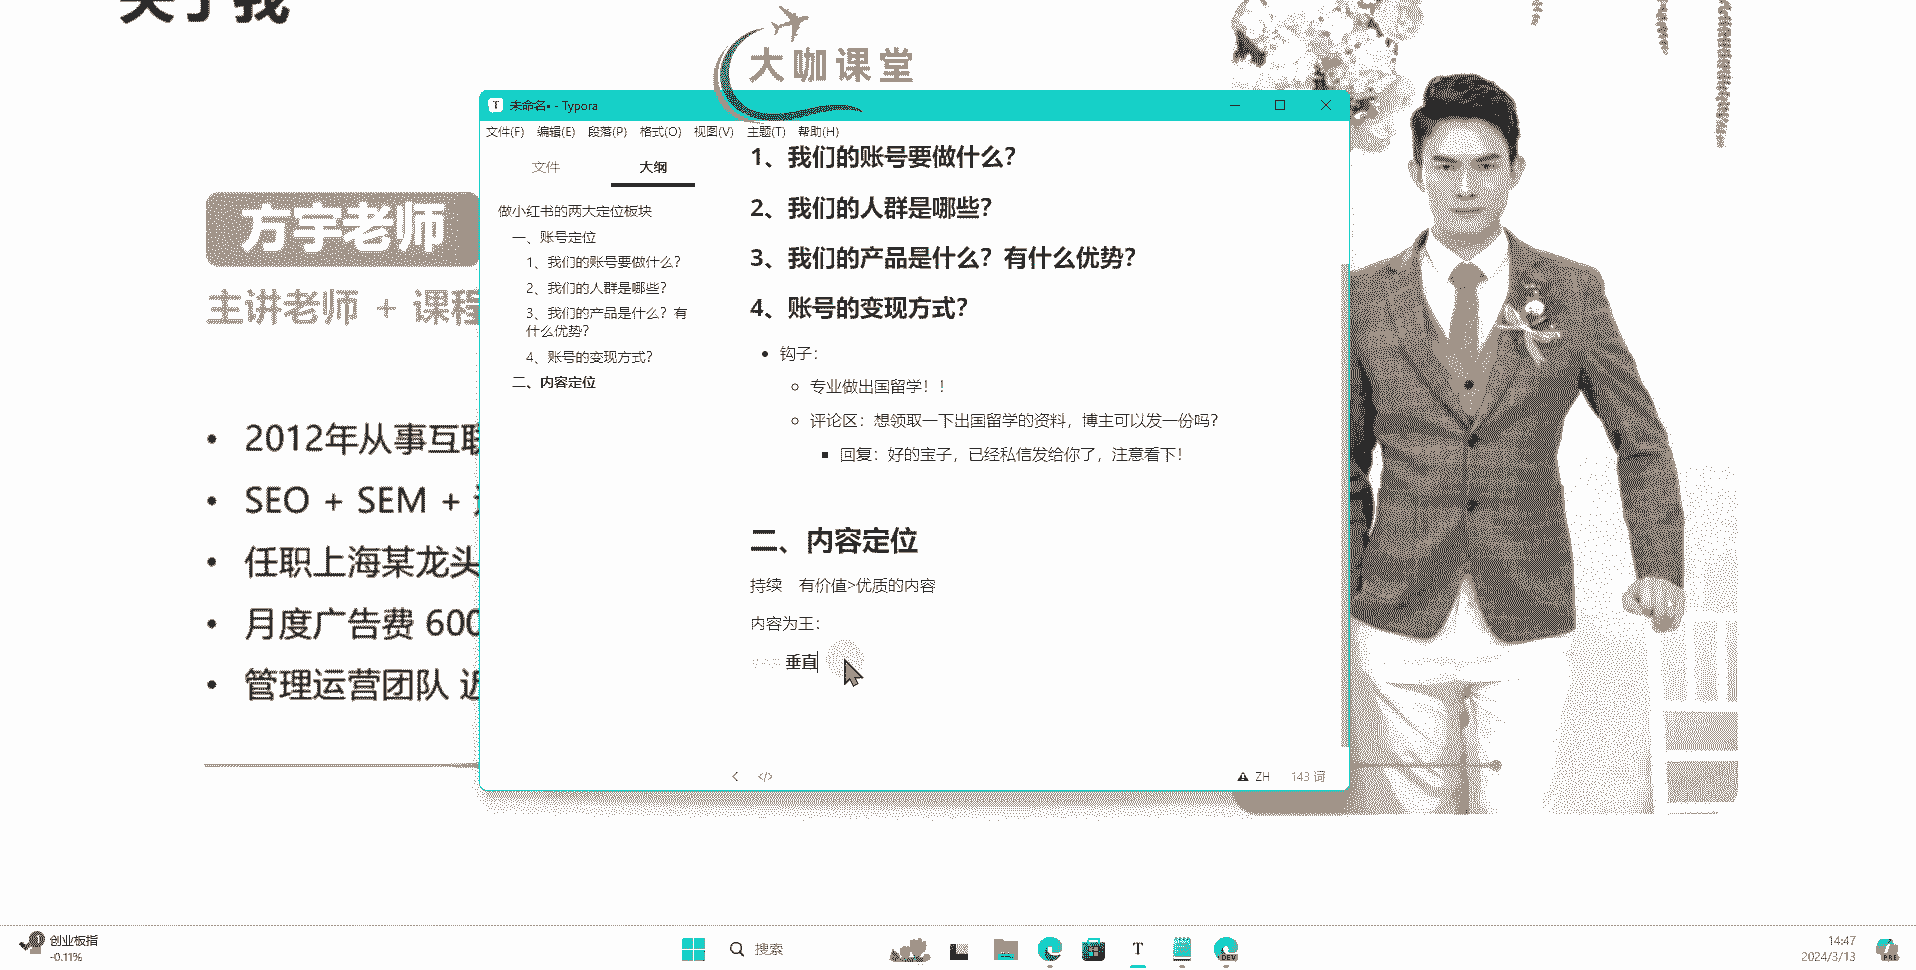 关于我
大咖课堂
未命名• - Typora
文件(F) 编辑(E) 段落(P) 格式(O) 视图(V) 主题(T) 帮助(H)
文件 大纲
做小红书的两大定位板块
一、账号定位
1、我们的账号要做什么？
2、我们的人群是哪些？
3、我们的产品是什么？有
什么优势？
4、账号的变现方式？
二、内容定位
1、我们的账号要做什么？
2、我们的人群是哪些？
3、我们的产品是什么？有什么优势？
4、账号的变现方式？
• 钩子：
专业做出国留学！！
评论区：想领取一下出国留学的资料，博主可以发一份吗？
回复：好的宝子，已经私信发给你了，注意看下！
二、内容定位
持续 有价值>优质的内容
内容为王：
垂直
</> ZH 143 词
方宇老师
主讲老师 + 课程
• 2012年从事互联
• SEO + SEM +
• 任职上海某龙头
• 月度广告费 600
• 管理运营团队 近
创业板指
-0.11%
搜索
DEV
14:47
2024/3/13
PRE